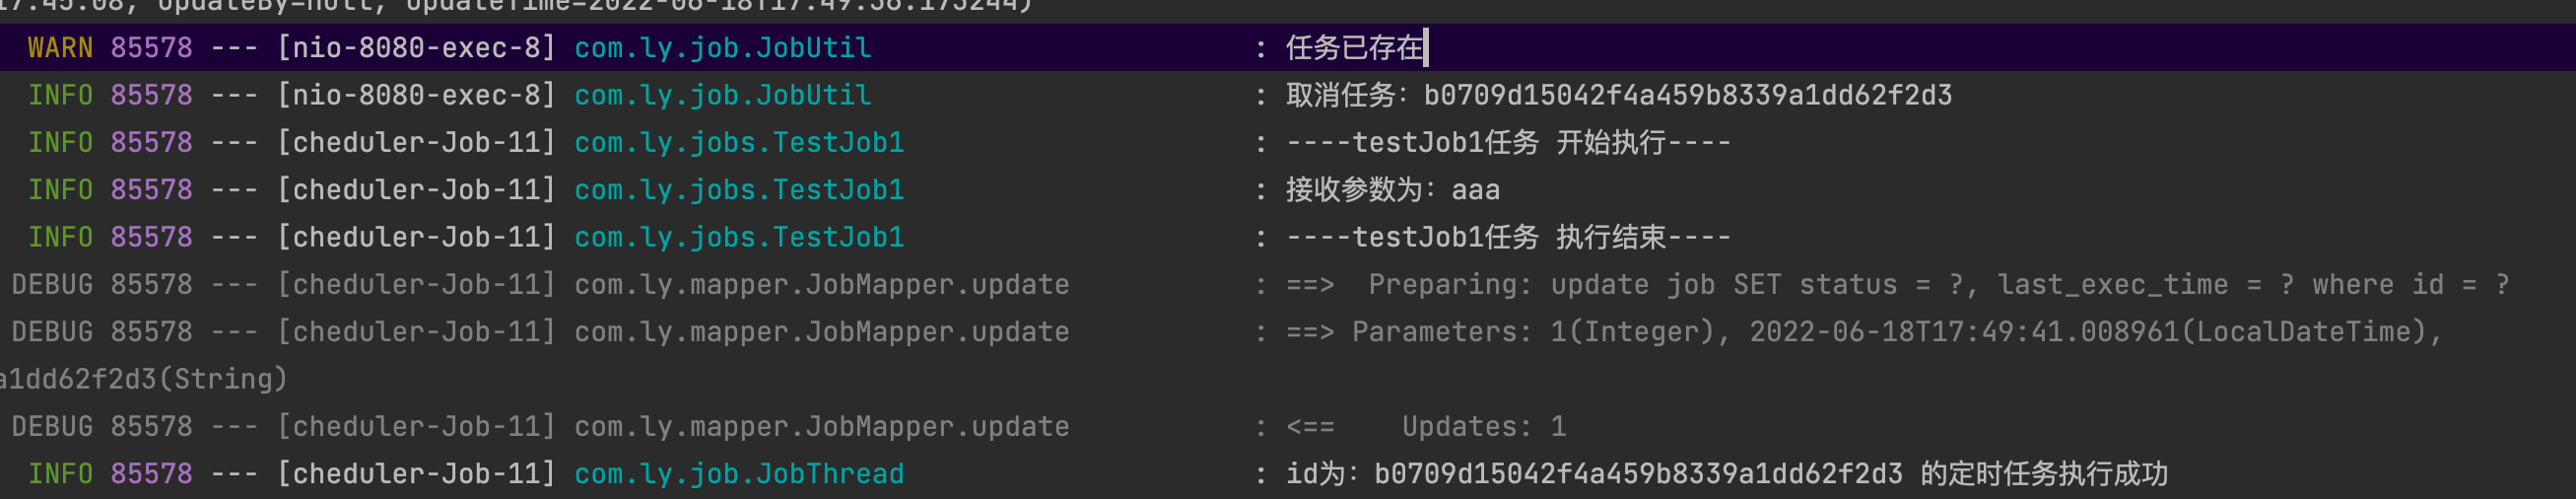 17:45:08, updateBy=null, updateTime=2022-06-18T17:49:36.173244)
WARN 85578 --- [nio-8080-exec-8] com.ly.job.JobUtil : 任务已存在
INFO 85578 --- [nio-8080-exec-8] com.ly.job.JobUtil : 取消任务：b0709d15042f4a459b8339a1dd62f2d3
INFO 85578 --- [cheduler-Job-11] com.ly.jobs.TestJob1 : ----testJob1任务 开始执行----
INFO 85578 --- [cheduler-Job-11] com.ly.jobs.TestJob1 : 接收参数为：aaa
INFO 85578 --- [cheduler-Job-11] com.ly.jobs.TestJob1 : ----testJob1任务 执行结束----
DEBUG 85578 --- [cheduler-Job-11] com.ly.mapper.JobMapper.update : ==>  Preparing: update job SET status = ?, last_exec_time = ? where id = ?
DEBUG 85578 --- [cheduler-Job-11] com.ly.mapper.JobMapper.update : ==> Parameters: 1(Integer), 2022-06-18T17:49:41.008961(LocalDateTime),
a1dd62f2d3(String)
DEBUG 85578 --- [cheduler-Job-11] com.ly.mapper.JobMapper.update : <==    Updates: 1
INFO 85578 --- [cheduler-Job-11] com.ly.job.JobThread : id为：b0709d15042f4a459b8339a1dd62f2d3 的定时任务执行成功